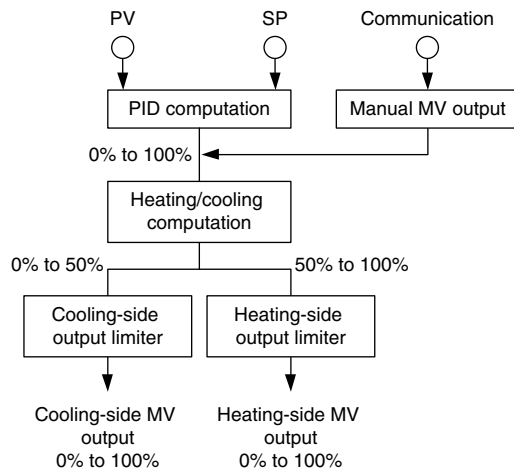 PV
SP
Communication
PID computation
Manual MV output
0% to 100%
Heating/cooling
computation
0% to 50%
50% to 100%
Cooling-side
output limiter
Heating-side
output limiter
Cooling-side MV
output
0% to 100%
Heating-side MV
output
0% to 100%